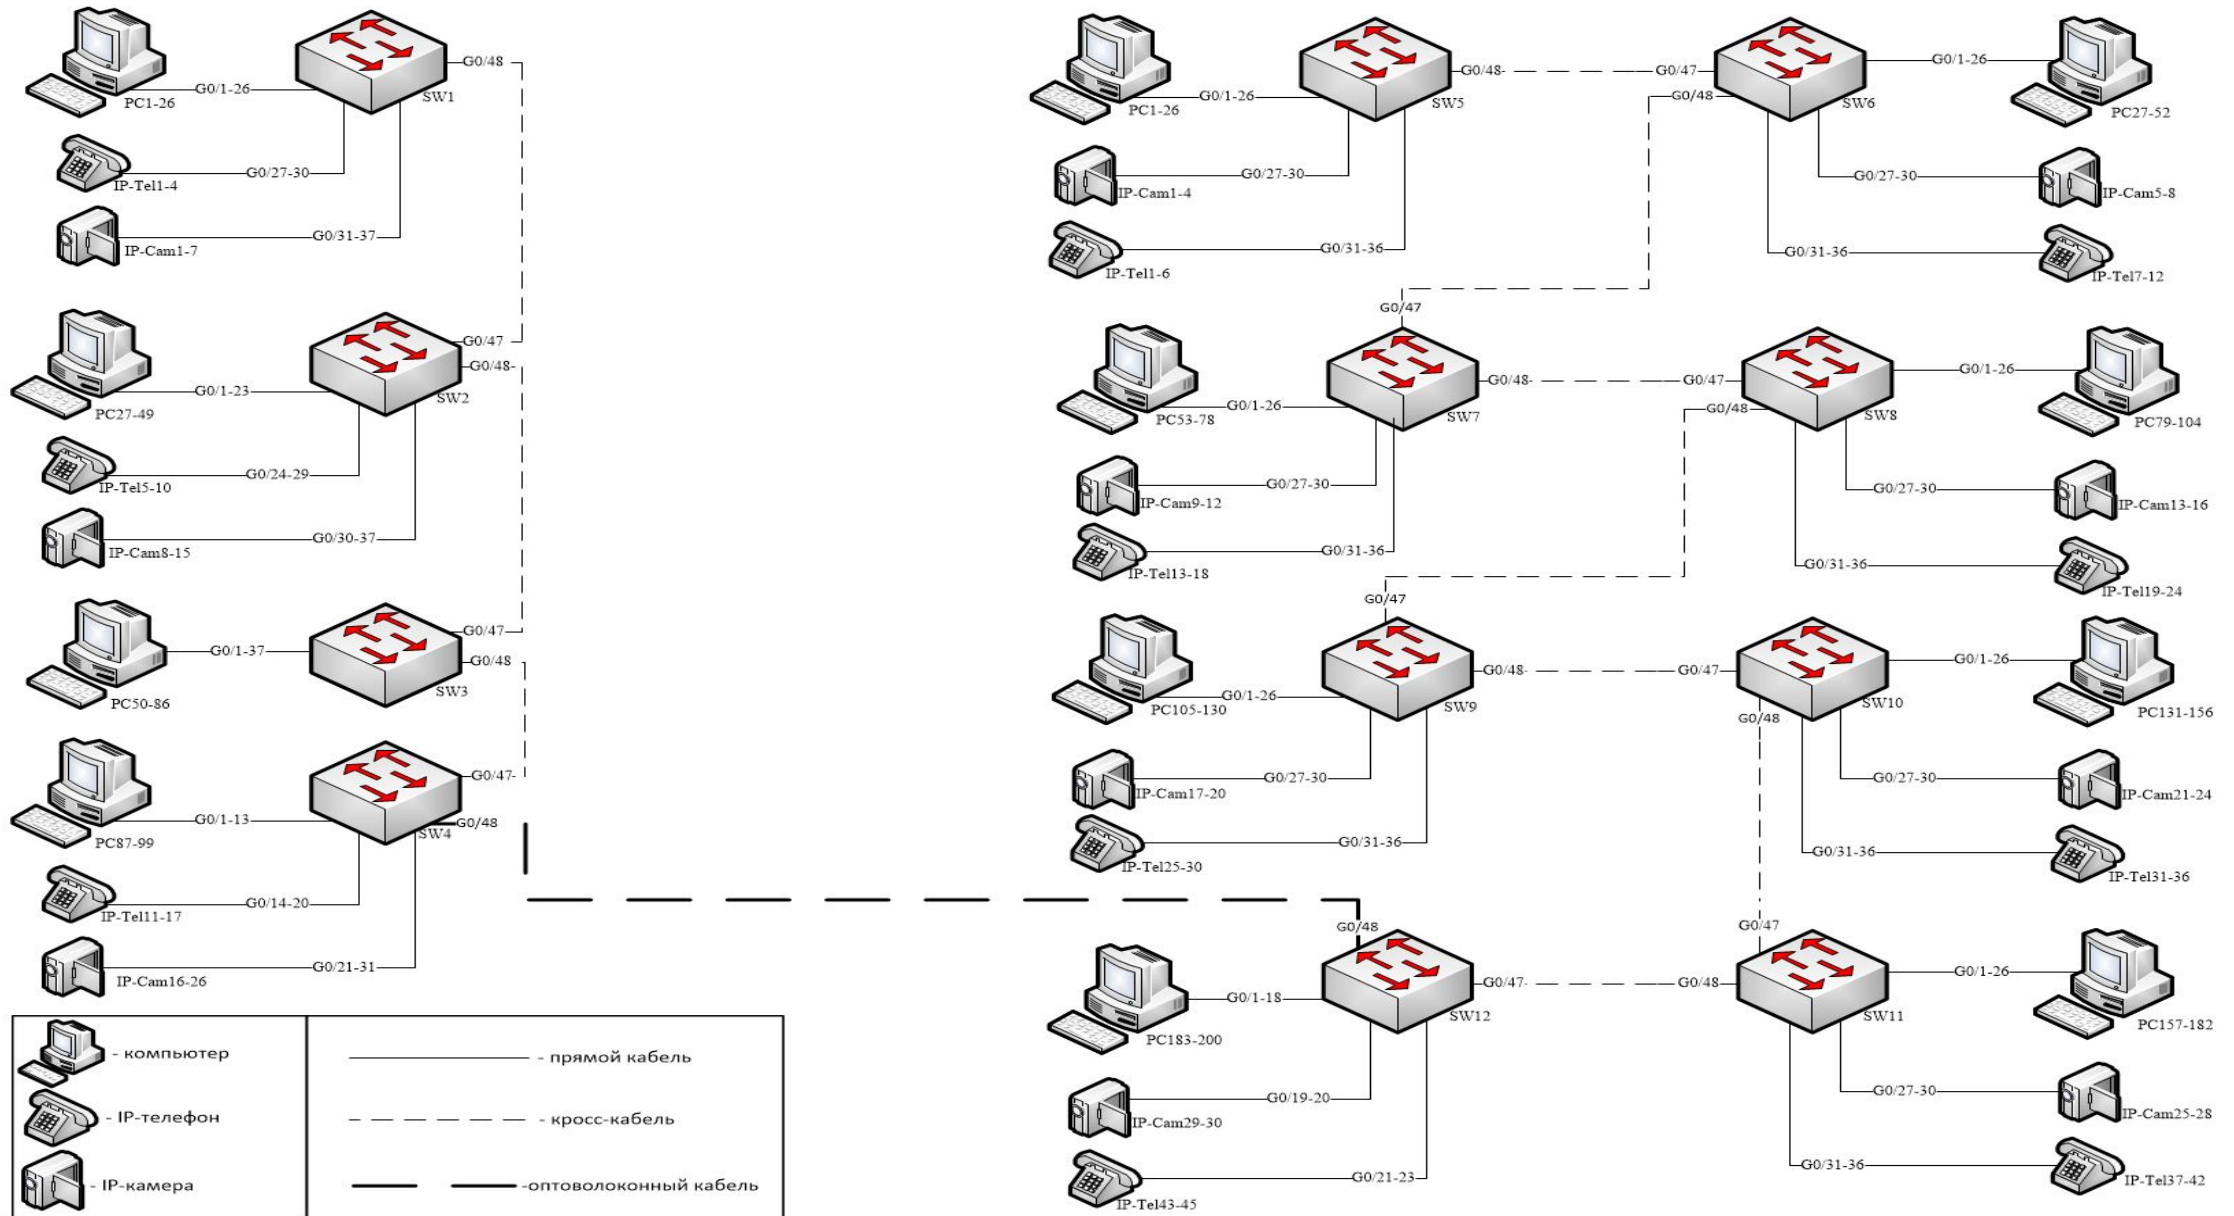 G0/48
SW1
G0/1-26
PC1-26
G0/27-30
IP-Tel1-4
G0/31-37
IP-Cam1-7
G0/47
G0/48
SW2
G0/1-23
PC27-49
G0/24-29
IP-Tel5-10
G0/30-37
IP-Cam8-15
G0/47
G0/48
SW3
G0/1-37
PC50-86
G0/47
G0/48
SW4
G0/1-13
PC87-99
G0/14-20
IP-Tel11-17
G0/21-31
IP-Cam16-26
- компьютер
- IP-телефон
- IP-камера
- прямой кабель
- кросс-кабель
-оптоволоконный кабель
G0/48
SW5
G0/1-26
PC1-26
G0/27-30
IP-Cam1-4
G0/31-36
IP-Tel1-6
G0/47
G0/48
SW6
G0/1-26
PC27-52
G0/27-30
IP-Cam5-8
G0/31-36
IP-Tel7-12
G0/47
G0/48
SW7
G0/1-26
PC53-78
G0/27-30
IP-Cam9-12
G0/31-36
IP-Tel13-18
G0/47
G0/48
SW8
G0/1-26
PC79-104
G0/27-30
IP-Cam13-16
G0/31-36
IP-Tel19-24
G0/47
G0/48
SW9
G0/1-26
PC105-130
G0/27-30
IP-Cam17-20
G0/31-36
IP-Tel25-30
G0/47
G0/48
SW10
G0/1-26
PC131-156
G0/27-30
IP-Cam21-24
G0/31-36
IP-Tel31-36
G0/48
G0/47
SW12
G0/1-18
PC183-200
G0/19-20
IP-Cam29-30
G0/21-23
IP-Tel43-45
G0/47
G0/48
SW11
G0/1-26
PC157-182
G0/27-30
IP-Cam25-28
G0/31-36
IP-Tel37-42